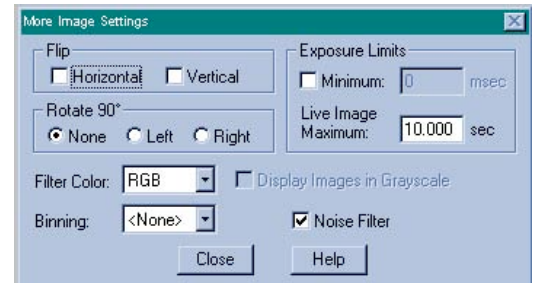 More Image Settings
Flip
Horizontal Vertical
Exposure Limits
Minimum: 0 msec
Live Image
Maximum: 10.000 sec
Rotate 90°
None Left Right
Filter Color: RGB Display Images in Grayscale
Binning: <None> Noise Filter
Close Help